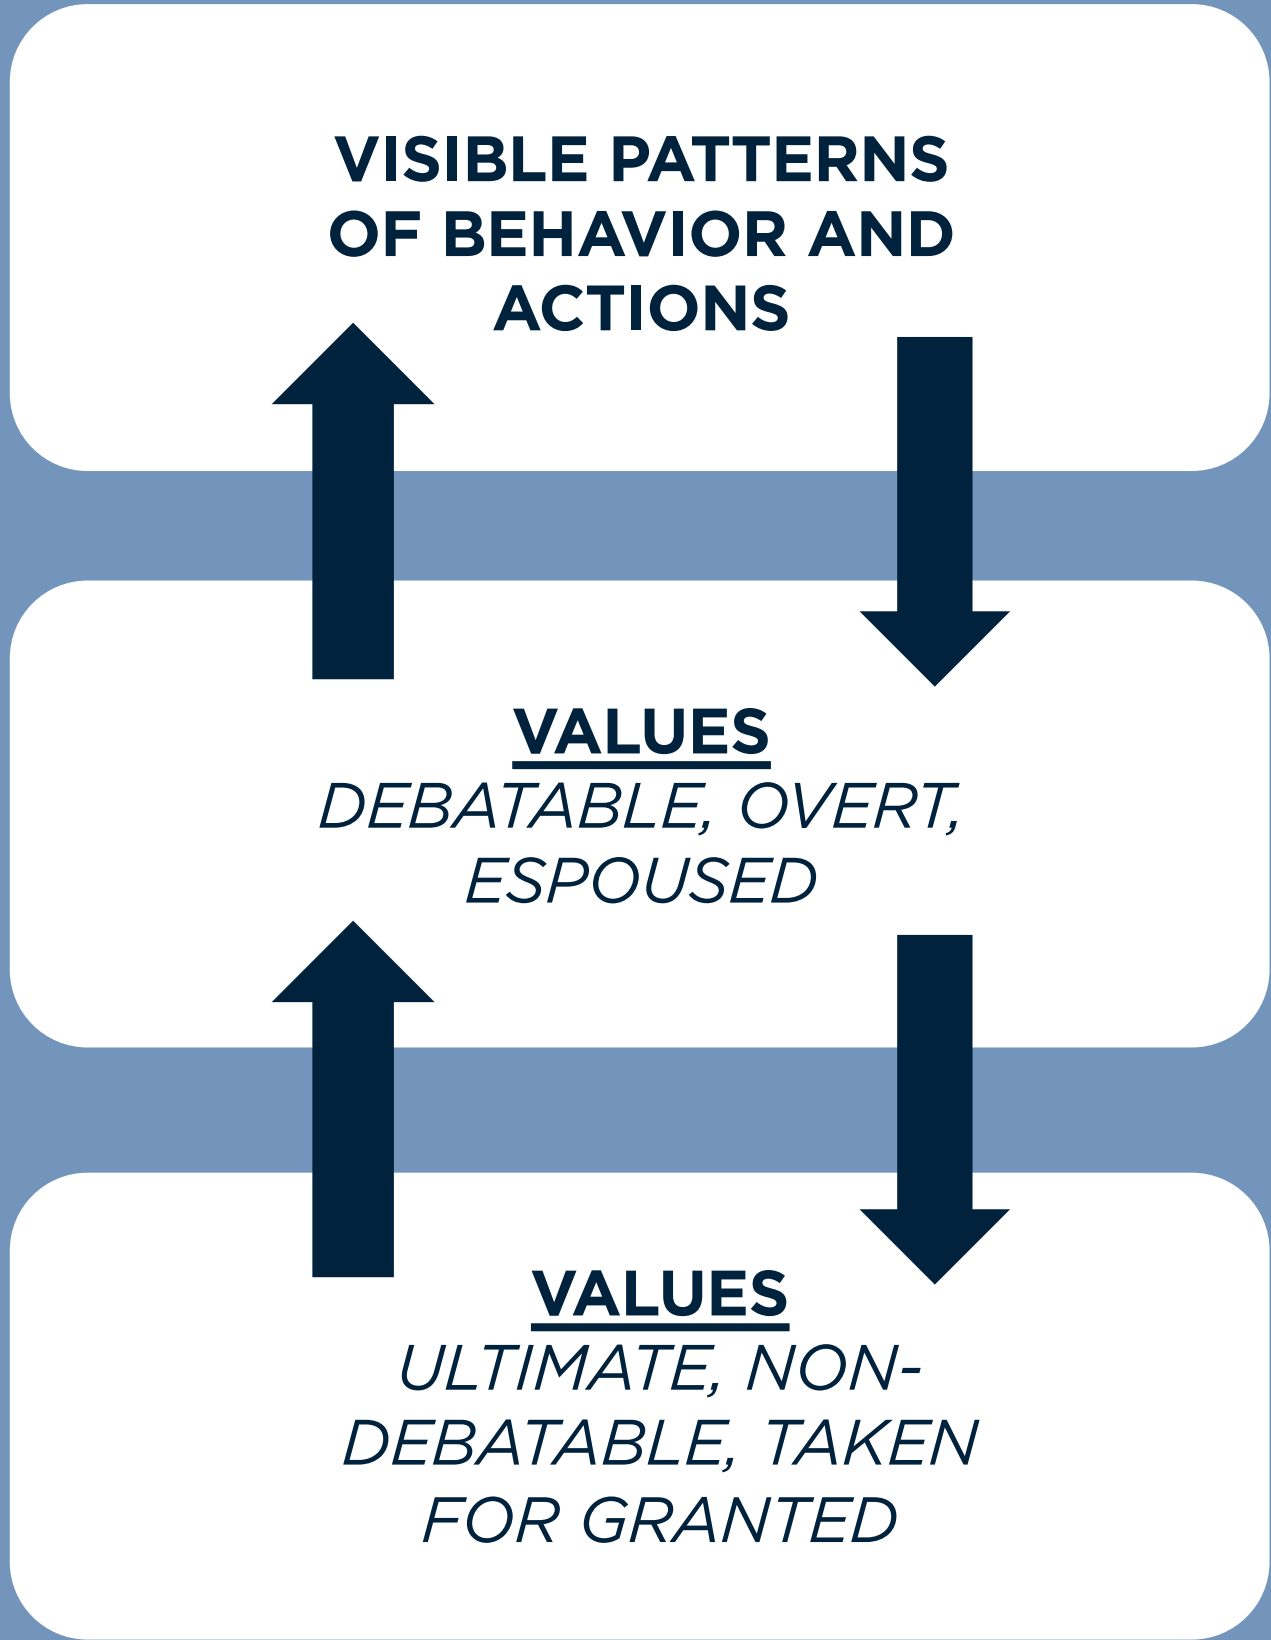 VISIBLE PATTERNS
OF BEHAVIOR AND
ACTIONS
VALUES
DEBATABLE, OVERT,
ESPOUSED
VALUES
ULTIMATE, NON-
DEBATABLE, TAKEN
FOR GRANTED